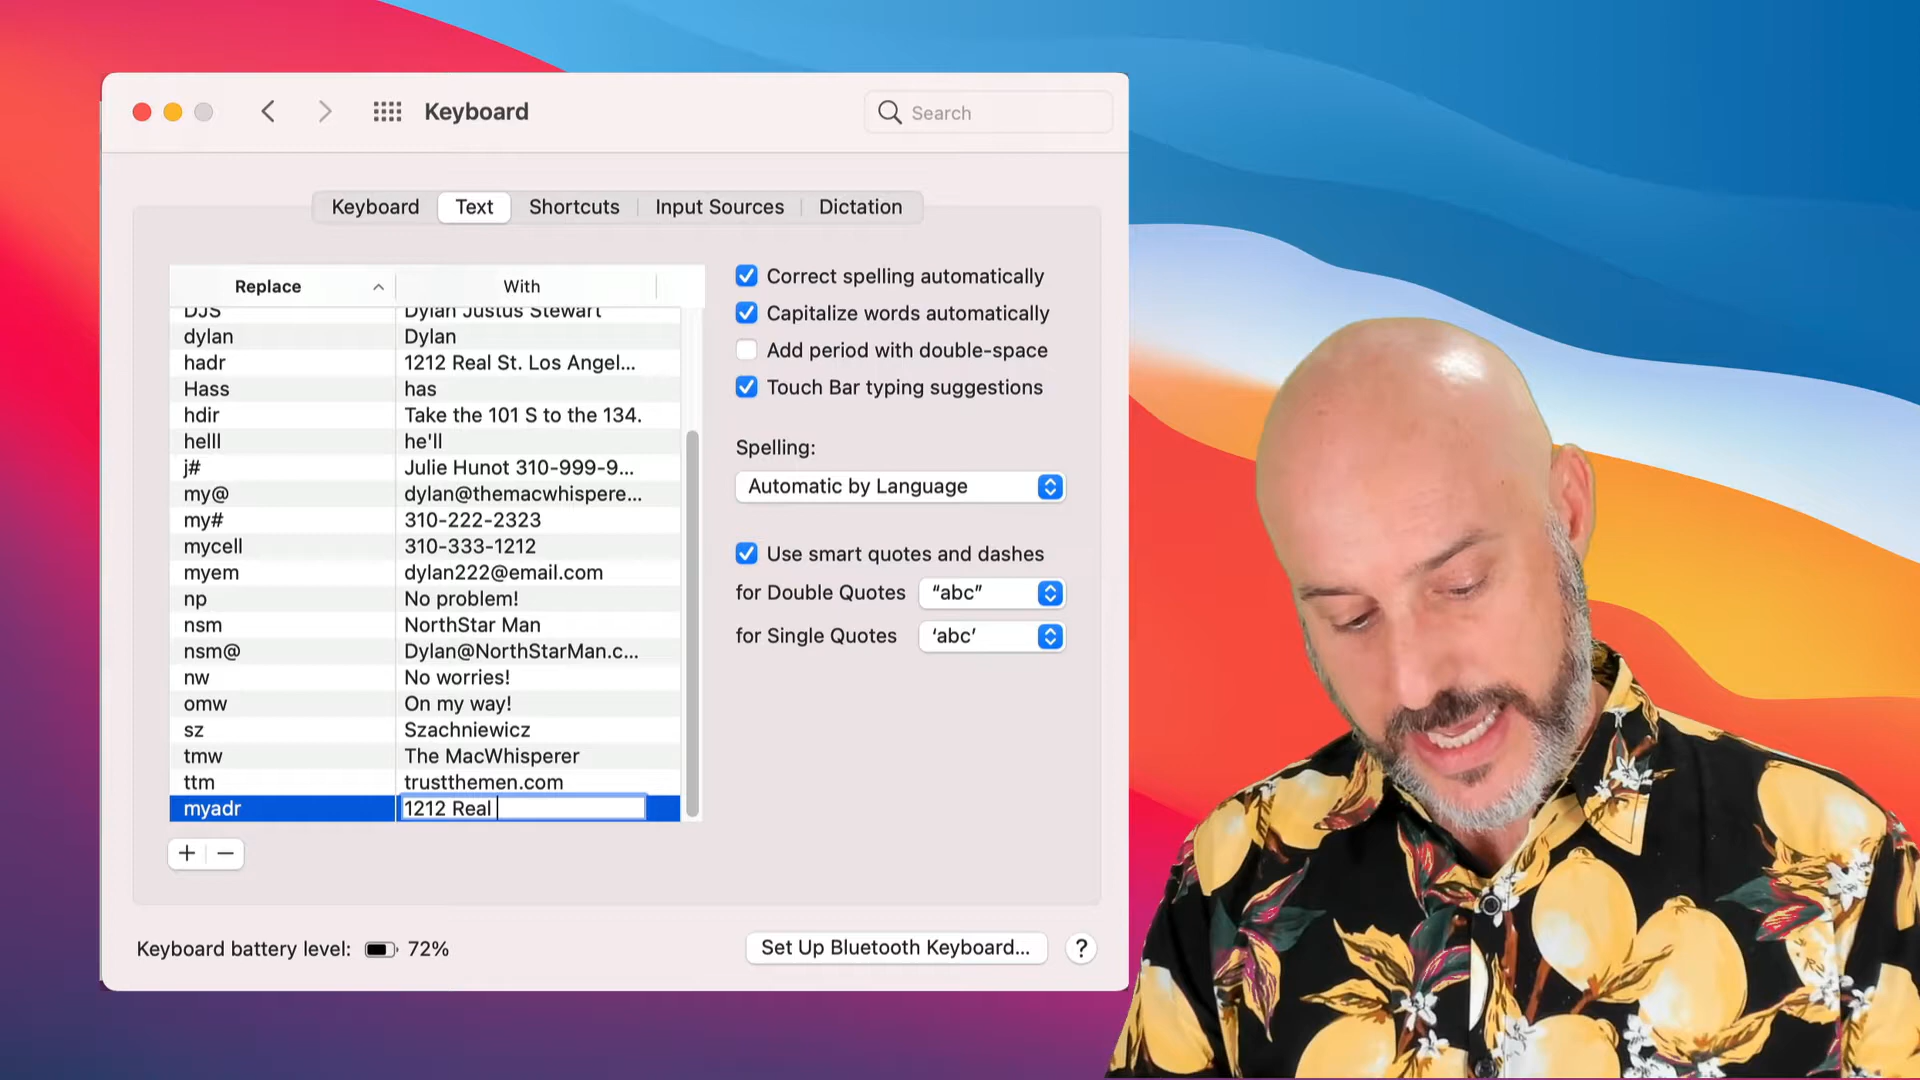 Keyboard
Search
Keyboard Text Shortcuts Input Sources Dictation
Replace With
DJS Dylan Justus Stewart
dylan Dylan
hadr 1212 Real St. Los Angel...
Hass has
hdir Take the 101 S to the 134.
helll he'll
j# Julie Hunot 310-999-9...
my@ dylan@themacwhispere...
my# 310-222-2323
mycell 310-333-1212
myem dylan222@email.com
np No problem!
nsm NorthStar Man
nsm@ Dylan@NorthStarMan.c...
nw No worries!
omw On my way!
sz Szachniewicz
tmw The MacWhisperer
ttm trustthemen.com
myadr 1212 Real
+ −
Correct spelling automatically
Capitalize words automatically
Add period with double-space
Touch Bar typing suggestions
Spelling:
Automatic by Language
Use smart quotes and dashes
for Double Quotes “abc”
for Single Quotes ‘abc’
Keyboard battery level: 72%
Set Up Bluetooth Keyboard... ?